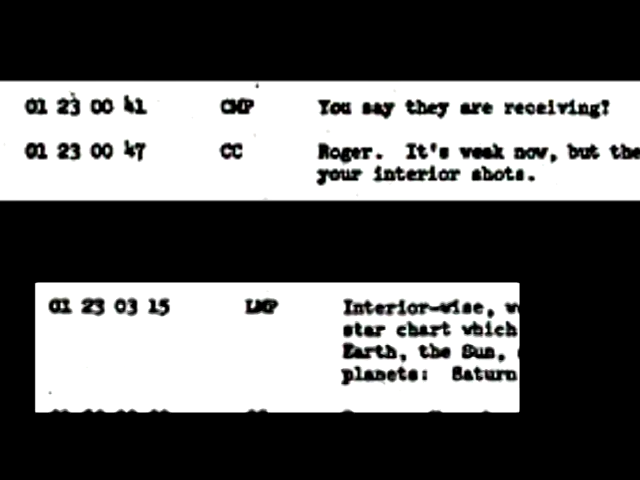 01 23 00 41 CMP You say they are receiving?
01 23 00 47 CC Roger. It's weak now, but the
your interior shots.
01 23 03 15 LMP Interior-wise, w
star chart which
Earth, the Sun,
planets: Saturn